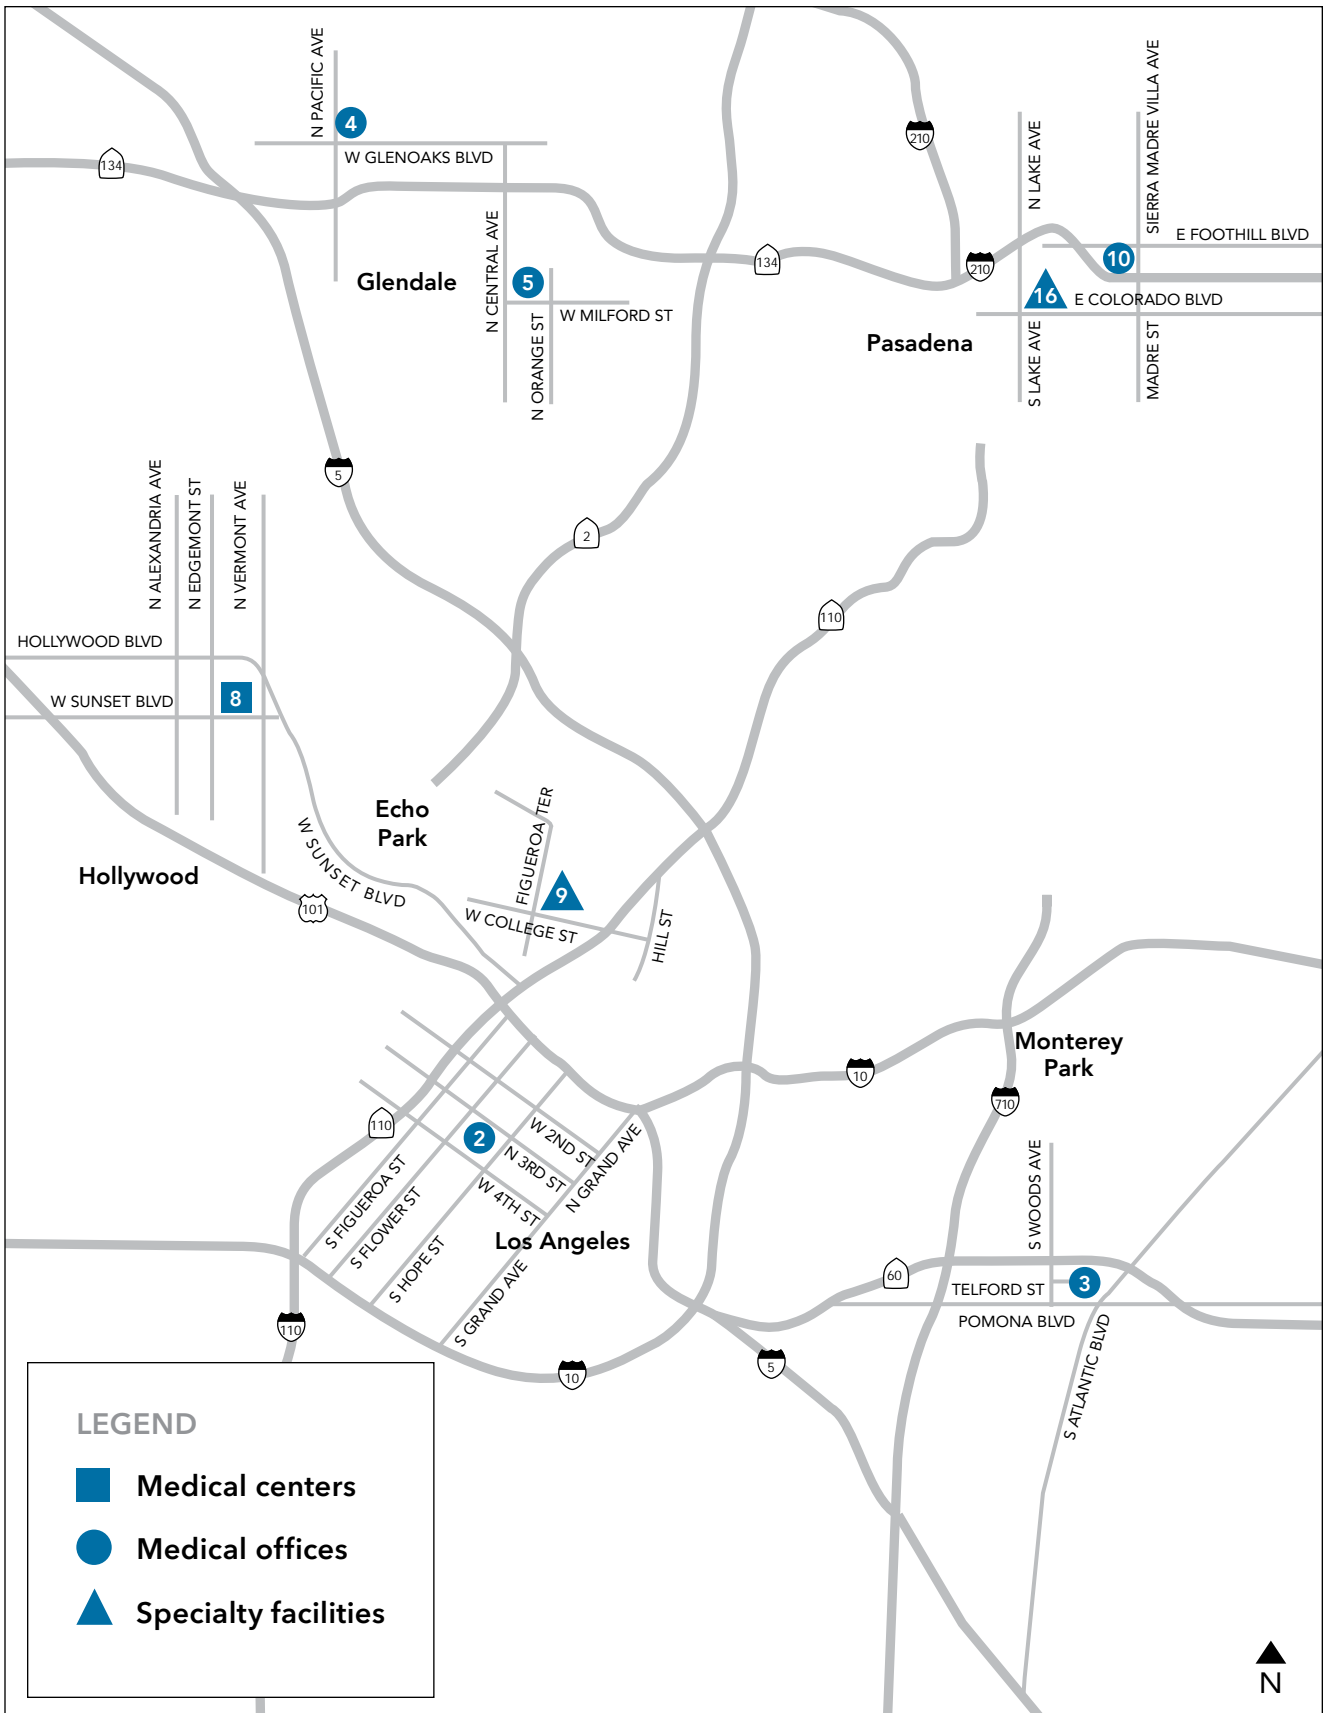 N PACIFIC AVE
4
W GLENOAKS BLVD
134
210
N LAKE AVE
SIERRA MADRE VILLA AVE
E FOOTHILL BLVD
10
N CENTRAL AVE
Glendale
5
134
210
16
E COLORADO BLVD
W MILFORD ST
N ORANGE ST
Pasadena
S LAKE AVE
MADRE ST
5
2
N ALEXANDRIA AVE
N EDGEMONT ST
N VERMONT AVE
110
HOLLYWOOD BLVD
W SUNSET BLVD
8
Echo
Park
FIGUEROA TER
W SUNSET BLVD
Hollywood
9
101
W COLLEGE ST
HILL ST
Monterey
Park
10
710
110
2
W 2ND ST
N 3RD ST
W 4TH ST
N GRAND AVE
S FIGUEROA ST
S FLOWER ST
S HOPE ST
S GRAND AVE
Los Angeles
S WOODS AVE
60
TELFORD ST
3
POMONA BLVD
S ATLANTIC BLVD
110
10
5
LEGEND
Medical centers
Medical offices
Specialty facilities
N